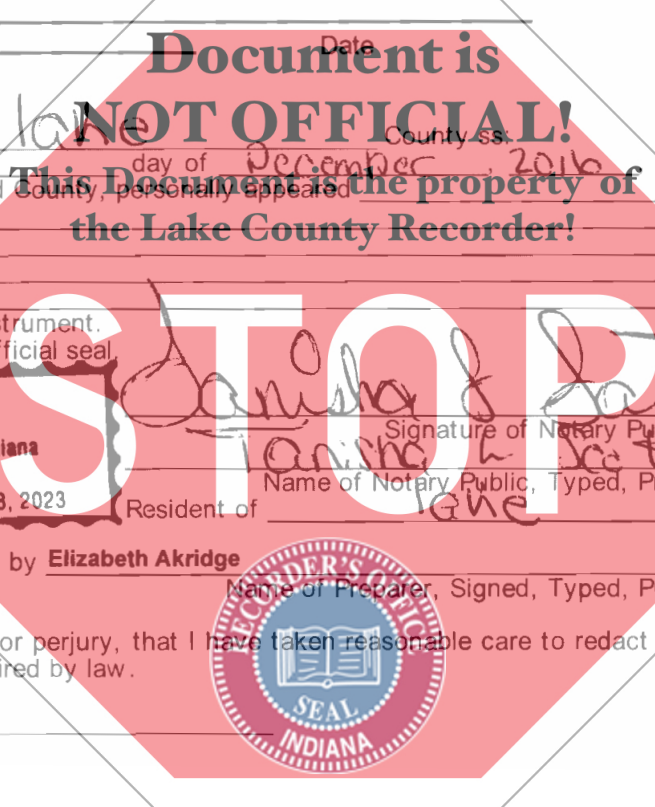 Date
Document is
Lake County ss:
NOT OFFICIAL!
day of December, 2016
This Document is the property of
County, personally appeared
the Lake County Recorder!
strument.
fficial seal.
STOP
Tanisha L
Signature of Notary Pu
iana
Tanisha L
Name of Notary Public, Typed, P
3, 2023
Resident of Lake
by Elizabeth Akridge
Name of Preparer, Signed, Typed, P
or perjury, that I have taken reasonable care to redact
ired by law.
RECORDER'S OFFICE
SEAL
INDIANA